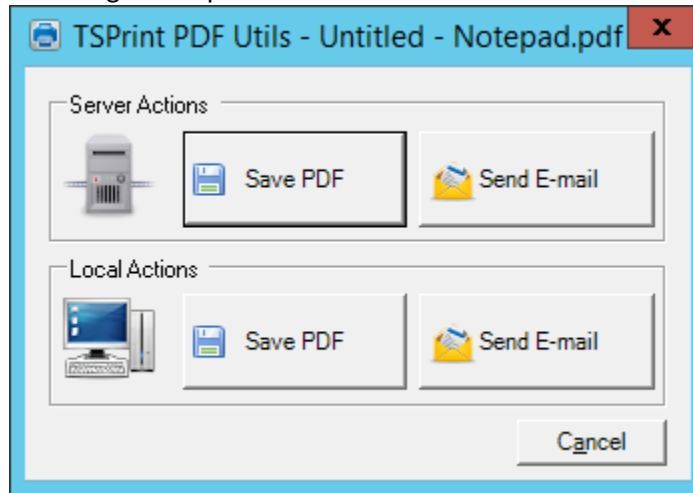 TSPrint PDF Utils - Untitled - Notepad.pdf
x
Server Actions
Save PDF
Send E-mail
Local Actions
Save PDF
Send E-mail
Cancel